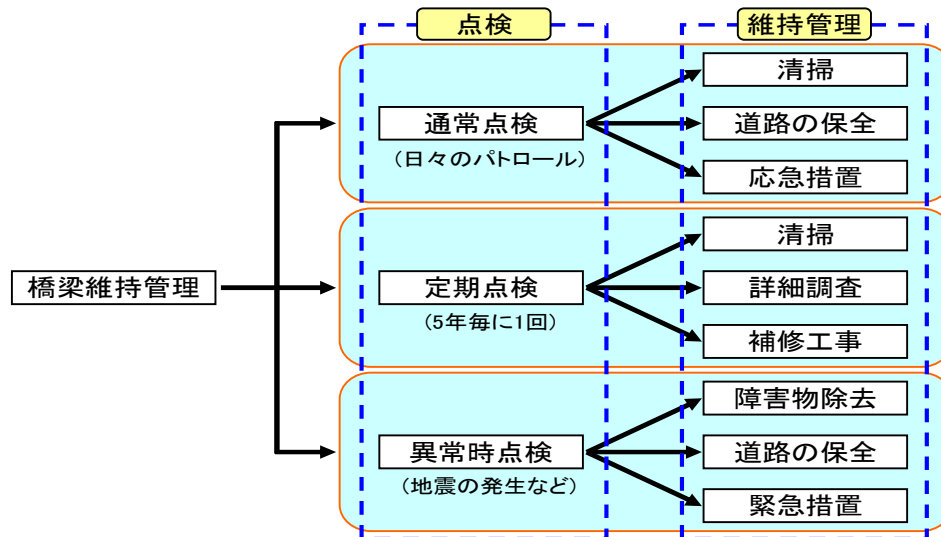 点検
維持管理
清掃
通常点検
道路の保全
(日々のパトロール)
応急措置
清掃
橋梁維持管理
定期点検
詳細調査
(5年毎に1回)
補修工事
障害物除去
異常時点検
道路の保全
(地震の発生など)
緊急措置